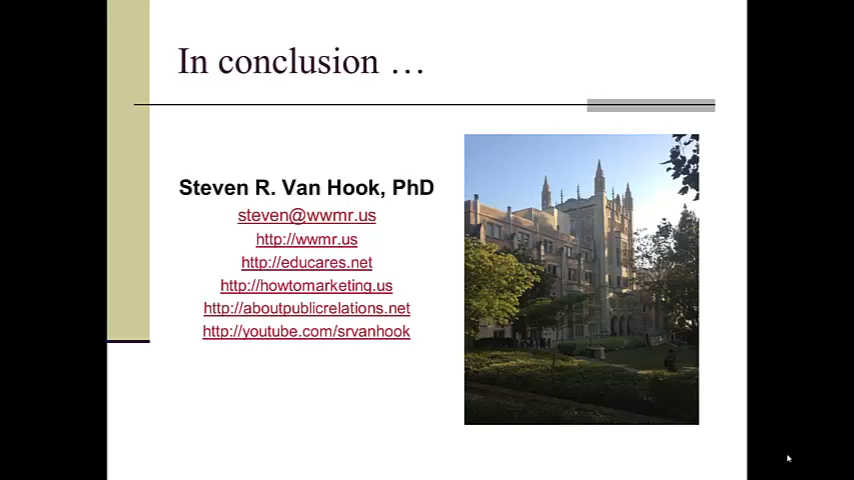 In conclusion …
Steven R. Van Hook, PhD
steven@wwmr.us
http://wwmr.us
http://educares.net
http://howtomarketing.us
http://aboutpublicrelations.net
http://youtube.com/srvanhook